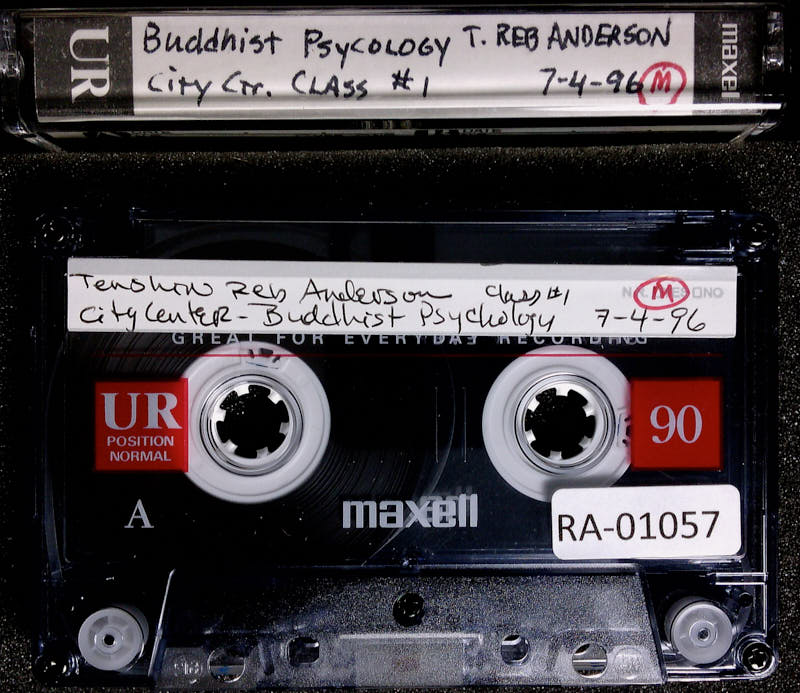 UR
Buddhist Psycology T. REB ANDERSON
City Ctr. CLASS #1 7-4-96 M
maxell
Tenshin Reb Anderson Class #1 M
City Center - Buddhist Psychology 7-4-96
GREAT FOR EVERYDAY RECORDING
UR
POSITION
NORMAL
90
A
maxell
RA-01057